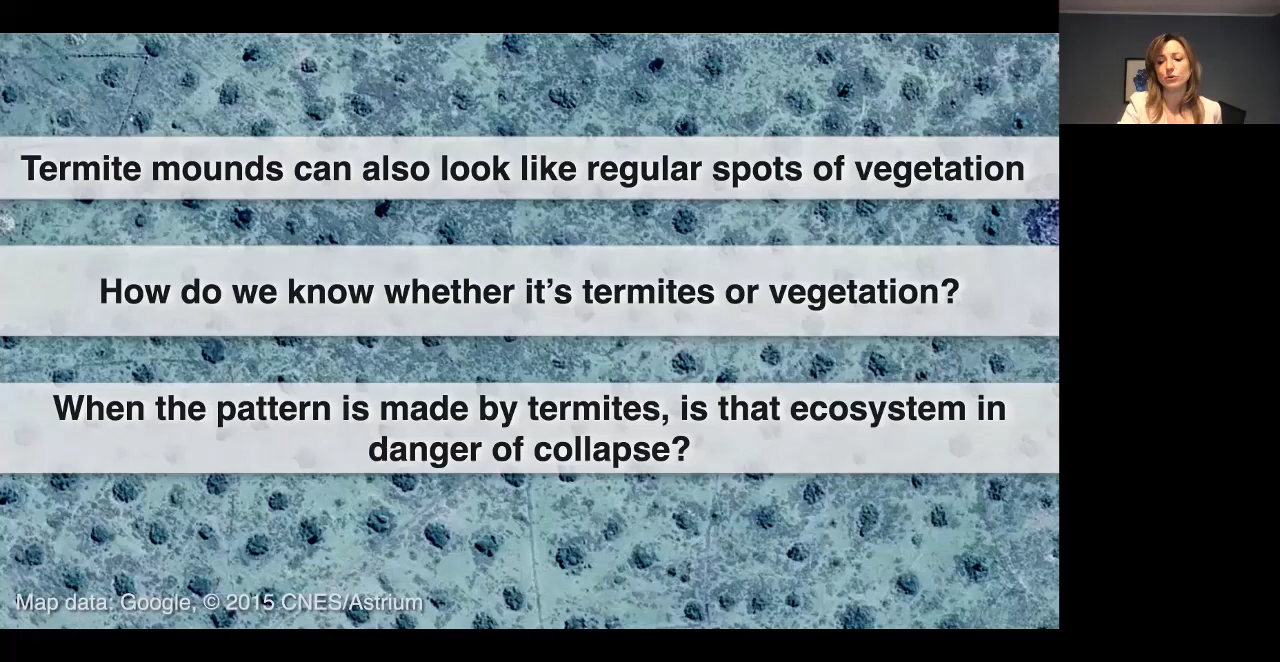 Termite mounds can also look like regular spots of vegetation
How do we know whether it’s termites or vegetation?
When the pattern is made by termites, is that ecosystem in
danger of collapse?
Map data: Google, © 2015 CNES/Astrium